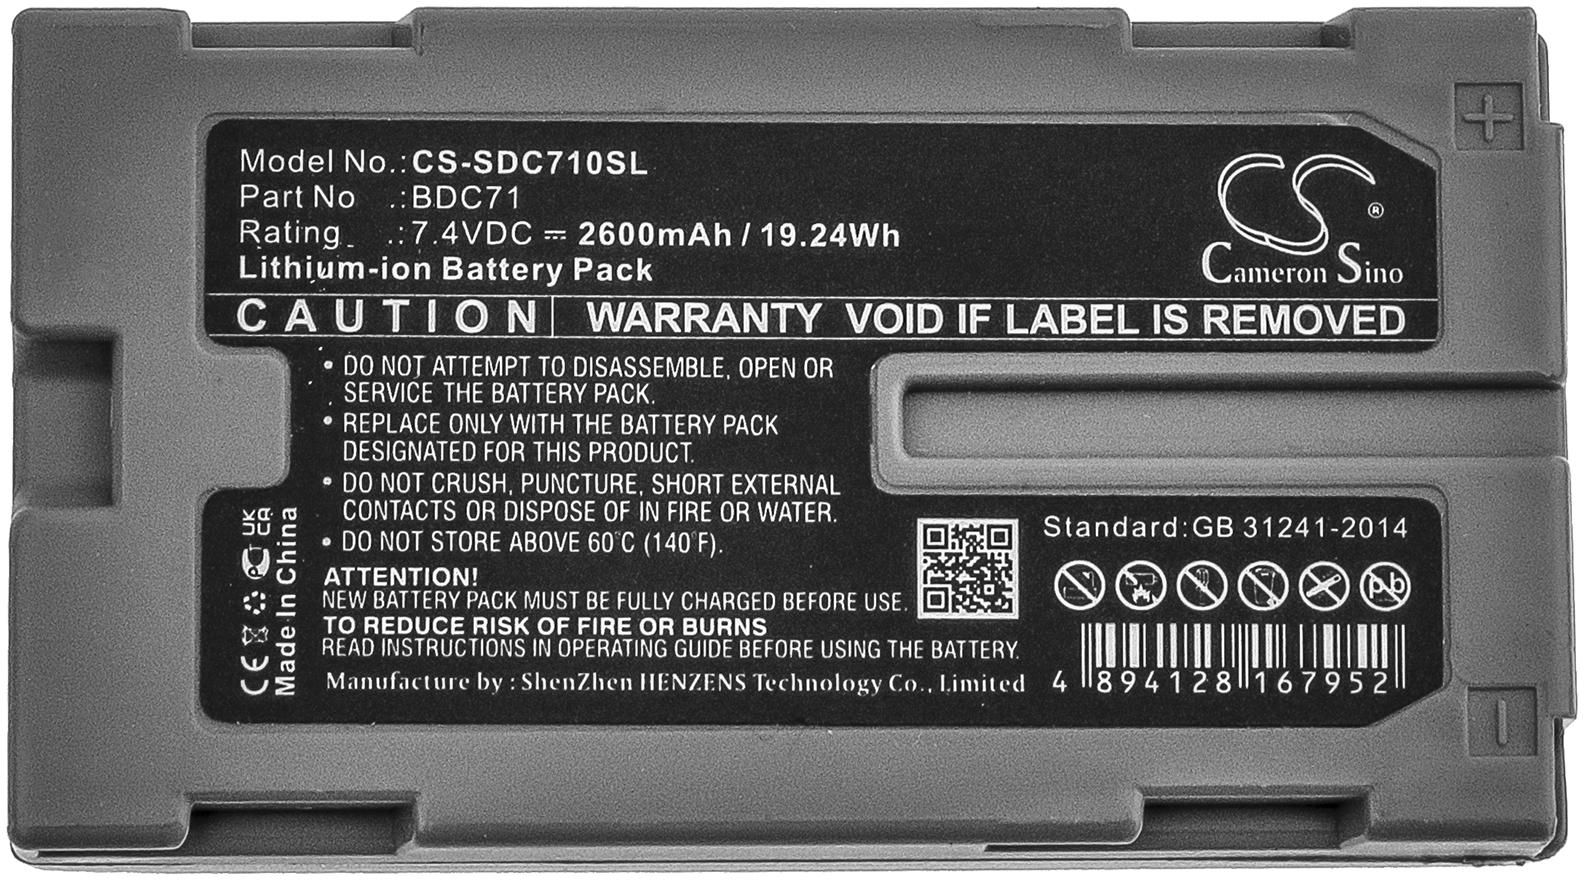 Model No.:CS-SDC710SL
Part No .:BDC71
Rating .:7.4VDC ⎓ 2600mAh / 19.24Wh
Lithium-ion Battery Pack
CS ®
Cameron Sino
CAUTION WARRANTY VOID IF LABEL IS REMOVED
• DO NOT ATTEMPT TO DISASSEMBLE, OPEN OR
SERVICE THE BATTERY PACK.
• REPLACE ONLY WITH THE BATTERY PACK
DESIGNATED FOR THIS PRODUCT.
• DO NOT CRUSH, PUNCTURE, SHORT EXTERNAL
CONTACTS OR DISPOSE OF IN FIRE OR WATER.
• DO NOT STORE ABOVE 60°C (140°F).
ATTENTION!
NEW BATTERY PACK MUST BE FULLY CHARGED BEFORE USE.
TO REDUCE RISK OF FIRE OR BURNS
READ INSTRUCTIONS IN OPERATING GUIDE BEFORE USING THE BATTERY.
Manufacture by : ShenZhen HENZENS Technology Co., Limited
CE UK CA
Made In China
Standard:GB 31241-2014
pb
4 894128 167952
+
-